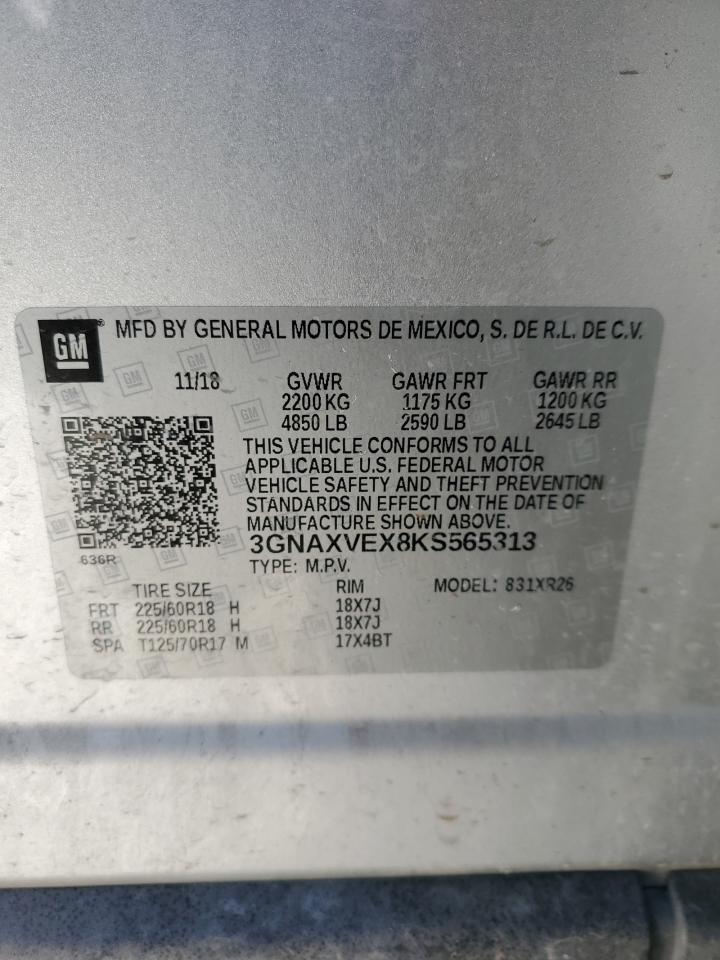 GM ® MFD BY GENERAL MOTORS DE MEXICO, S. DE R.L. DE C.V.
11/18 GVWR GAWR FRT GAWR RR
2200 KG 1175 KG 1200 KG
4850 LB 2590 LB 2645 LB
THIS VEHICLE CONFORMS TO ALL
APPLICABLE U.S. FEDERAL MOTOR
VEHICLE SAFETY AND THEFT PREVENTION
STANDARDS IN EFFECT ON THE DATE OF
MANUFACTURE SHOWN ABOVE.
3GNAXVEX8KS565313
636R
TYPE: M.P.V.
TIRE SIZE RIM MODEL: 831XR26
FRT 225/60R18 H 18X7J
RR 225/60R18 H 18X7J
SPA T125/70R17 M 17X4BT